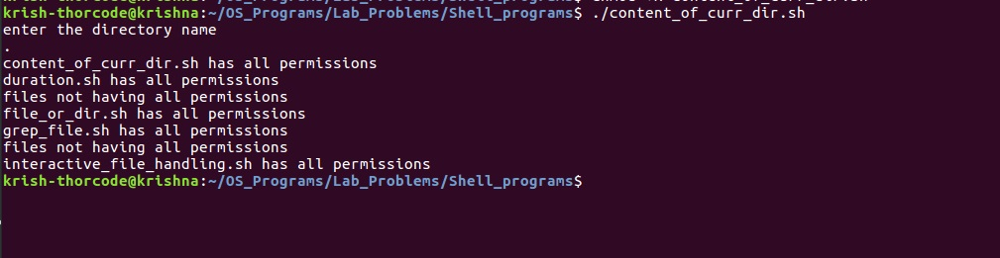 krish-thorcode@krishna:~/OS_Programs/Lab_Problems/Shell_programs$ ./content_of_curr_dir.sh
enter the directory name
.
content_of_curr_dir.sh has all permissions
duration.sh has all permissions
files not having all permissions
file_or_dir.sh has all permissions
grep_file.sh has all permissions
files not having all permissions
interactive_file_handling.sh has all permissions
krish-thorcode@krishna:~/OS_Programs/Lab_Problems/Shell_programs$